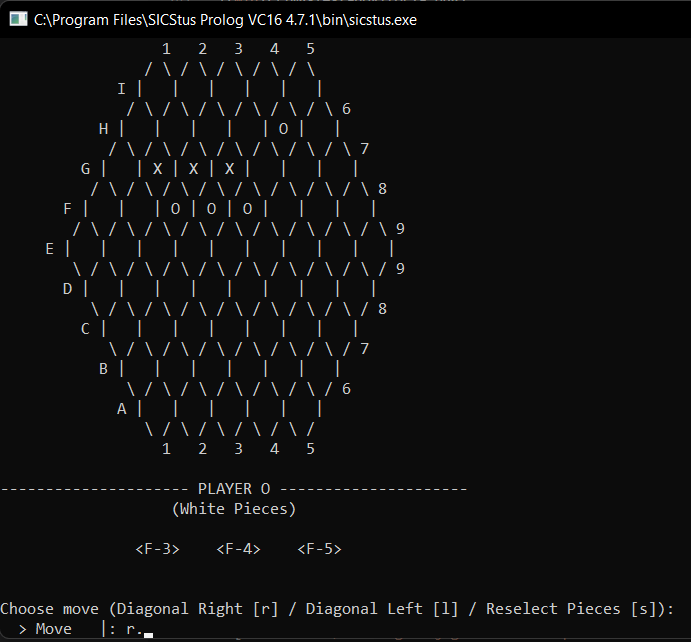 C:\Program Files\SICStus Prolog VC16 4.7.1\bin\sicstus.exe
                  1   2   3   4   5
                / \ / \ / \ / \ / \
             I |   |   |   |   |   |
              / \ / \ / \ / \ / \ / \ 6
           H |   |   |   |   | O |   |
            / \ / \ / \ / \ / \ / \ / \ 7
         G |   | X | X | X |   |   |   |
          / \ / \ / \ / \ / \ / \ / \ / \ 8
       F |   |   | O | O | O |   |   |   |
        / \ / \ / \ / \ / \ / \ / \ / \ / \ 9
     E |   |   |   |   |   |   |   |   |   |
        \ / \ / \ / \ / \ / \ / \ / \ / \ / 9
       D |   |   |   |   |   |   |   |   |
          \ / \ / \ / \ / \ / \ / \ / \ / 8
         C |   |   |   |   |   |   |   |
            \ / \ / \ / \ / \ / \ / \ / 7
           B |   |   |   |   |   |   |
              \ / \ / \ / \ / \ / \ / 6
             A |   |   |   |   |   |
                \ / \ / \ / \ / \ /
                  1   2   3   4   5
--------------------- PLAYER O ---------------------
(White Pieces)
<F-3>    <F-4>    <F-5>
Choose move (Diagonal Right [r] / Diagonal Left [l] / Reselect Pieces [s]):
  > Move   |: r.